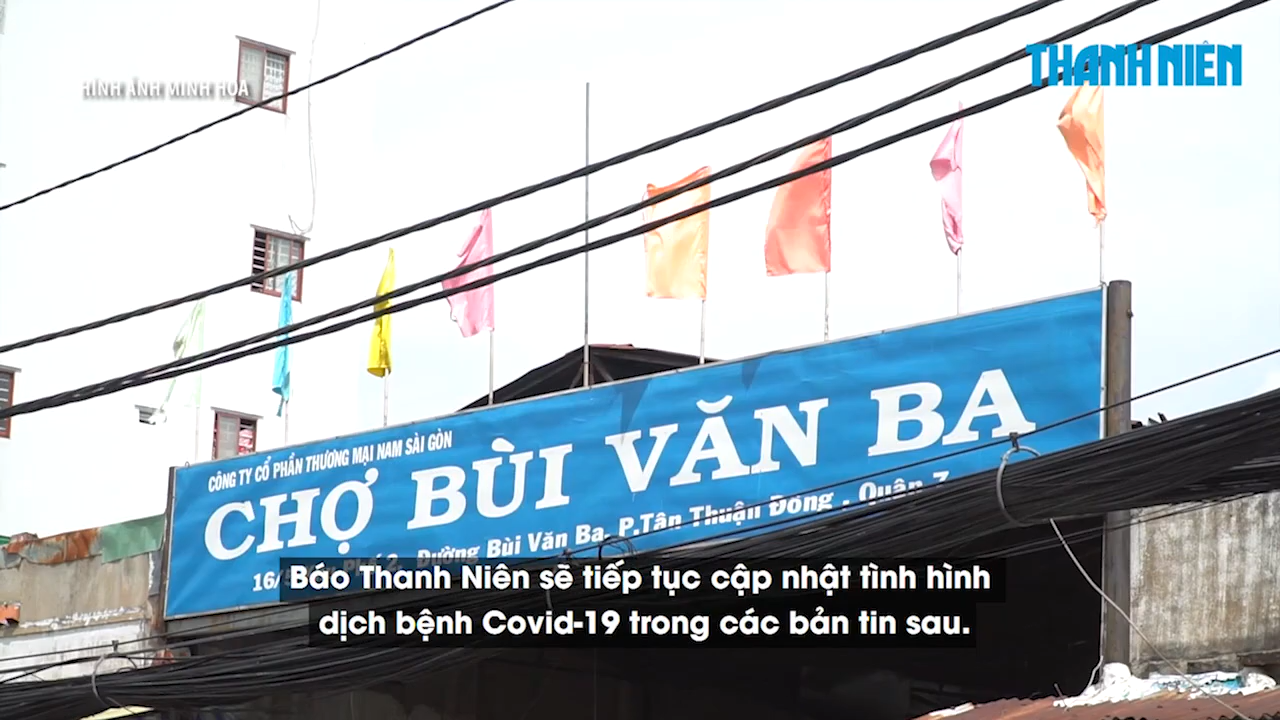 HÌNH ẢNH MINH HỌA
THANH NIÊN
CÔNG TY CỔ PHẦN THƯƠNG MẠI NAM SÀI GÒN
CHỢ BÙI VĂN BA
Phố 2, Đường Bùi Văn Ba, P.Tân Thuận Đông - Quận 7
Báo Thanh Niên sẽ tiếp tục cập nhật tình hình
dịch bệnh Covid-19 trong các bản tin sau.